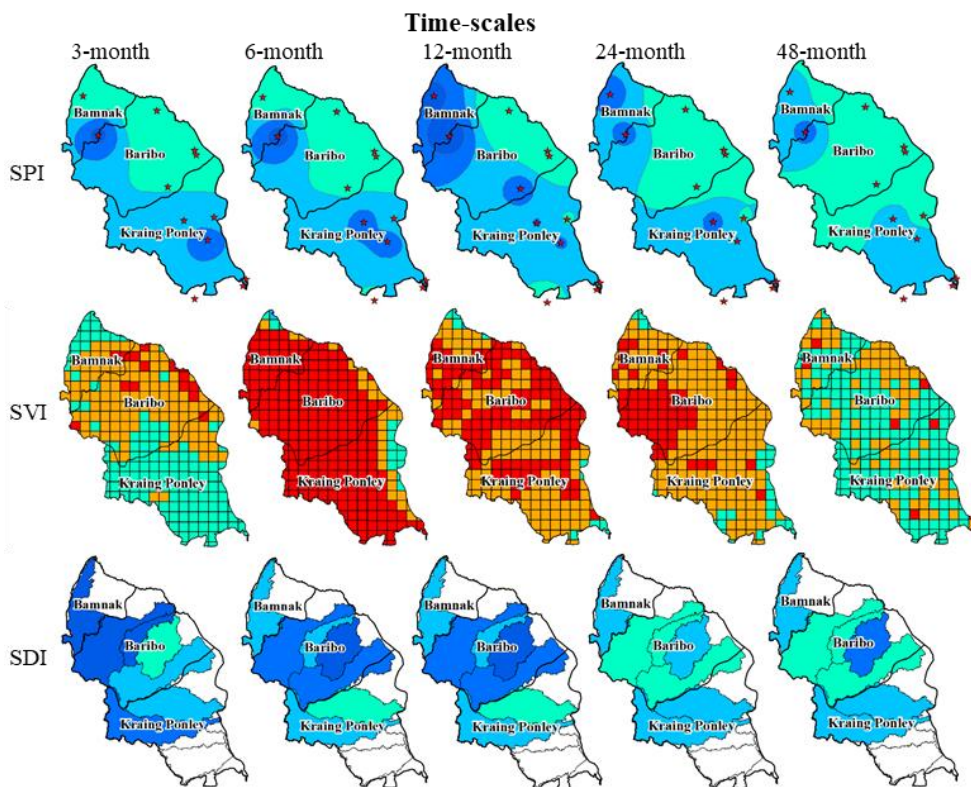 Time-scales
3-month 6-month 12-month 24-month 48-month
SPI
Bamnak Bamnak Bamnak Bamnak Bamnak
Baribo Baribo Baribo Baribo Baribo
Kraing Ponley Kraing Ponley Kraing Ponley Kraing Ponley Kraing Ponley
SVI
Bamnak Bamnak Bamnak Bamnak Bamnak
Baribo Baribo Baribo Baribo Baribo
Kraing Ponley Kraing Ponley Kraing Ponley Kraing Ponley Kraing Ponley
SDI
Bamnak Bamnak Bamnak Bamnak Bamnak
Baribo Baribo Baribo Baribo Baribo
Kraing Ponley Kraing Ponley Kraing Ponley Kraing Ponley Kraing Ponley